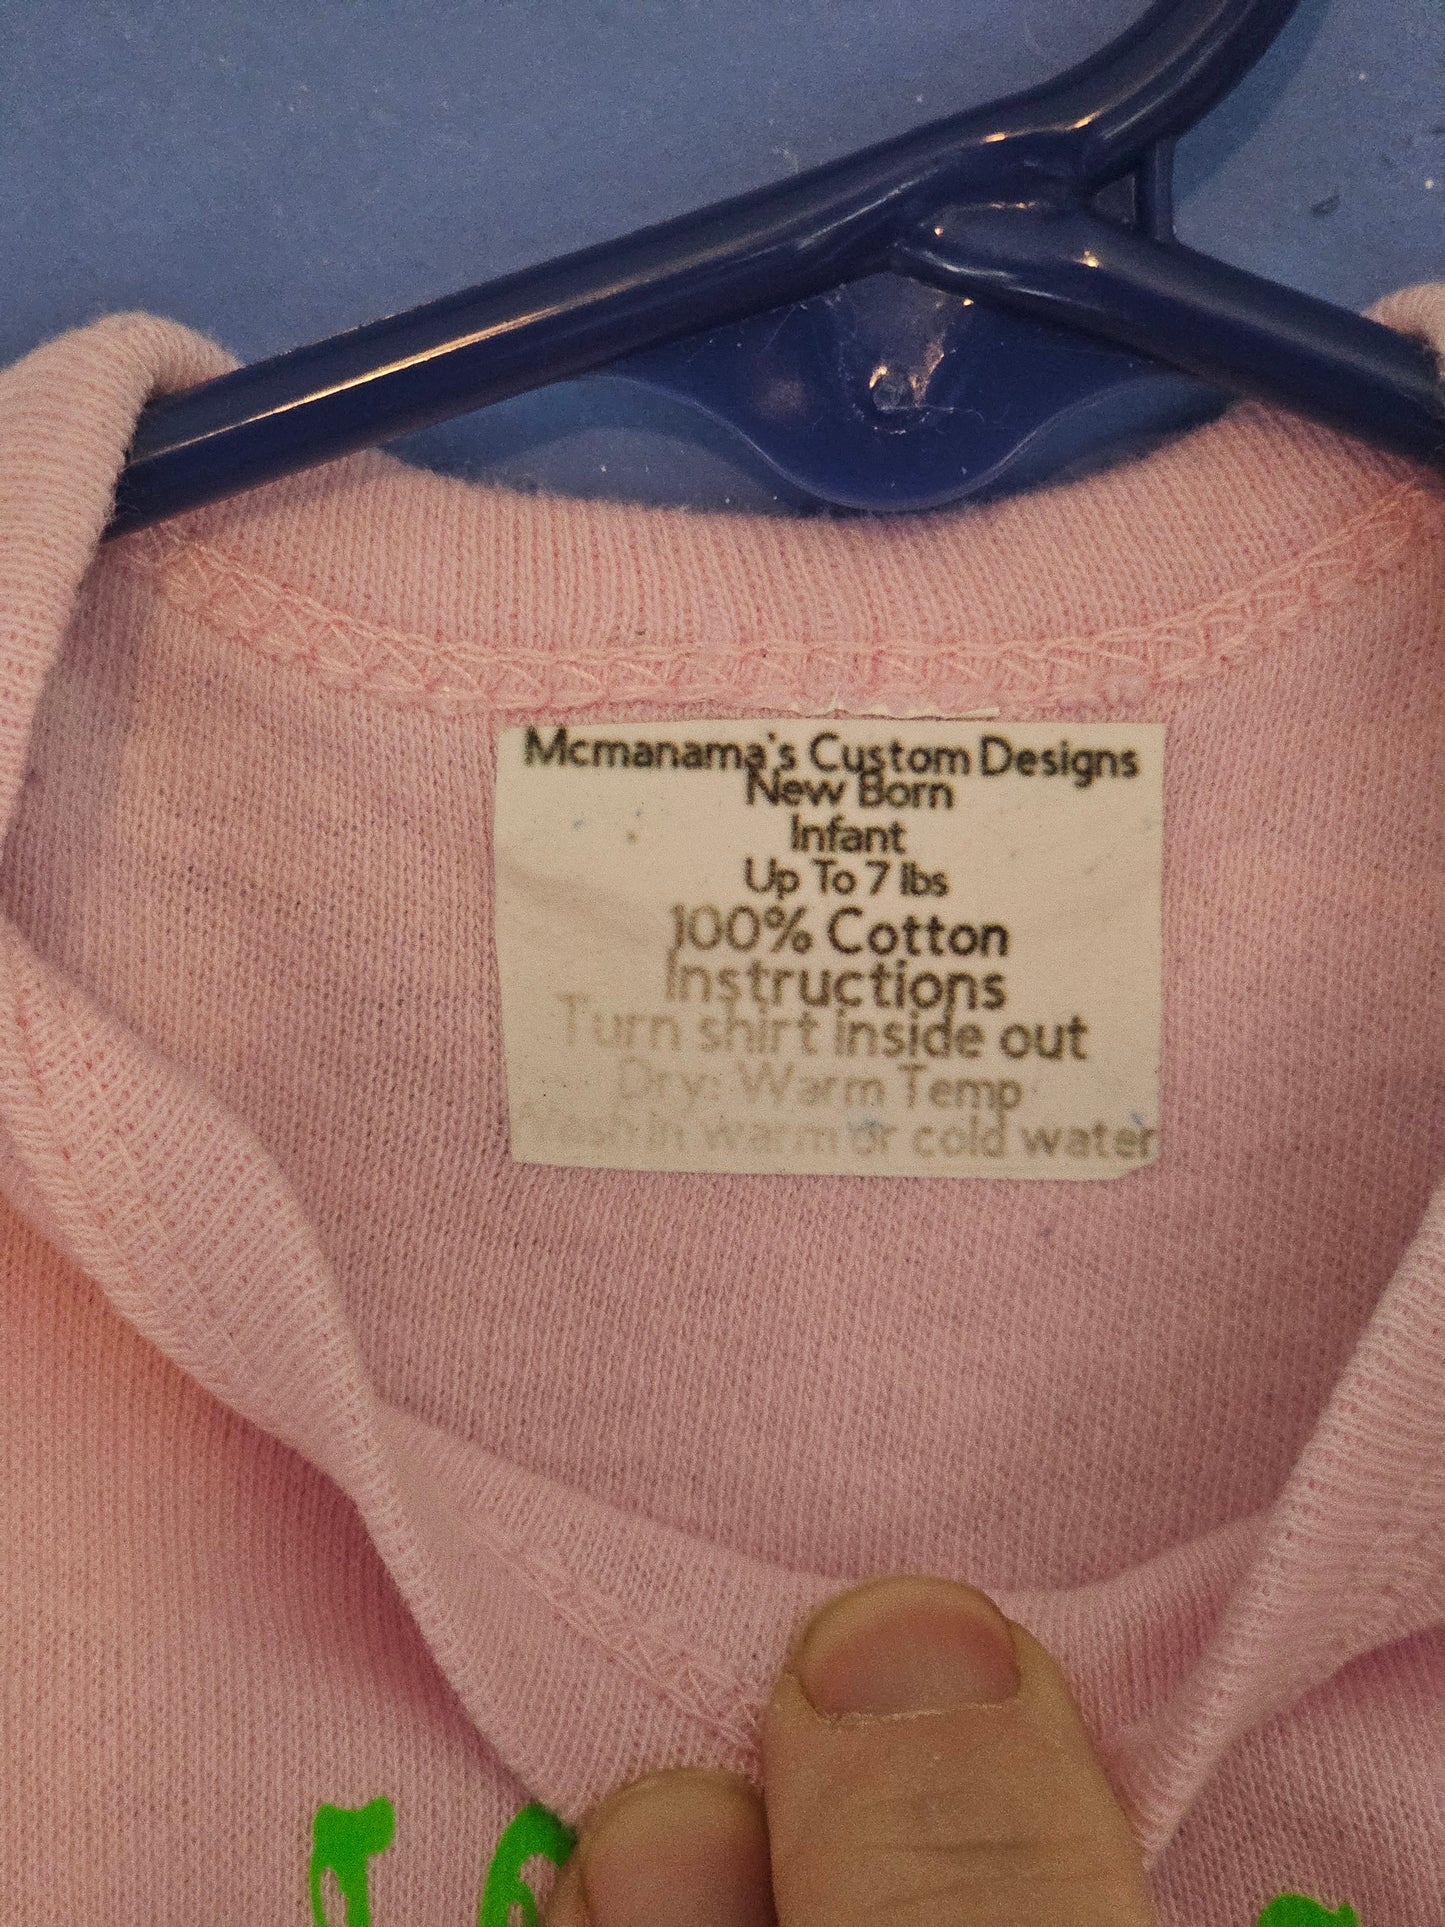 Mcmanama's Custom Designs
New Born
Infant
Up To 7 lbs
100% Cotton
Instructions
Turn shirt inside out
Dry: Warm Temp
Wash in warm or cold water